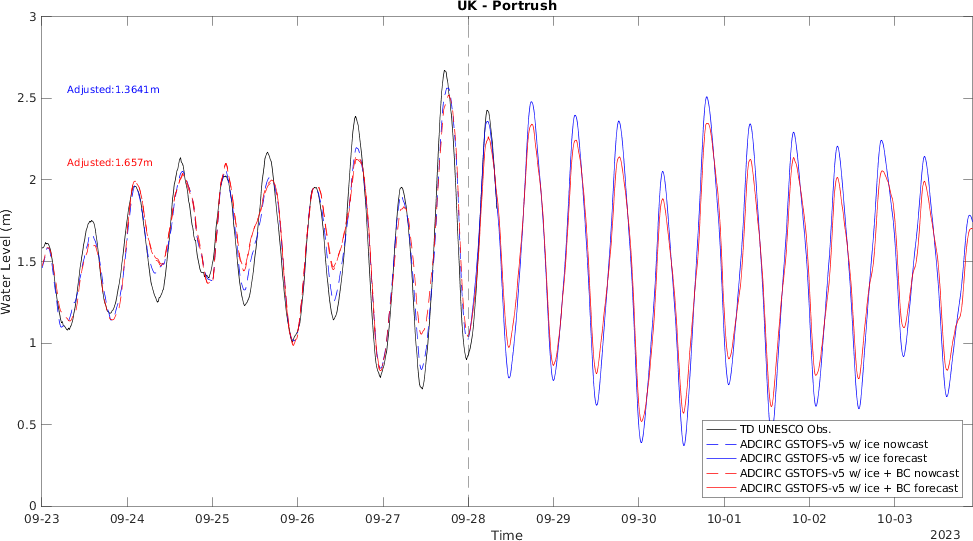 UK - Portrush
3
2.5
2
1.5
1
0.5
0
Water Level (m)
Adjusted:1.3641m
Adjusted:1.657m
TD UNESCO Obs.
ADCIRC GSTOFS-v5 w/ ice nowcast
ADCIRC GSTOFS-v5 w/ ice forecast
ADCIRC GSTOFS-v5 w/ ice + BC nowcast
ADCIRC GSTOFS-v5 w/ ice + BC forecast
09-23 09-24 09-25 09-26 09-27 09-28 09-29 09-30 10-01 10-02 10-03
Time
2023